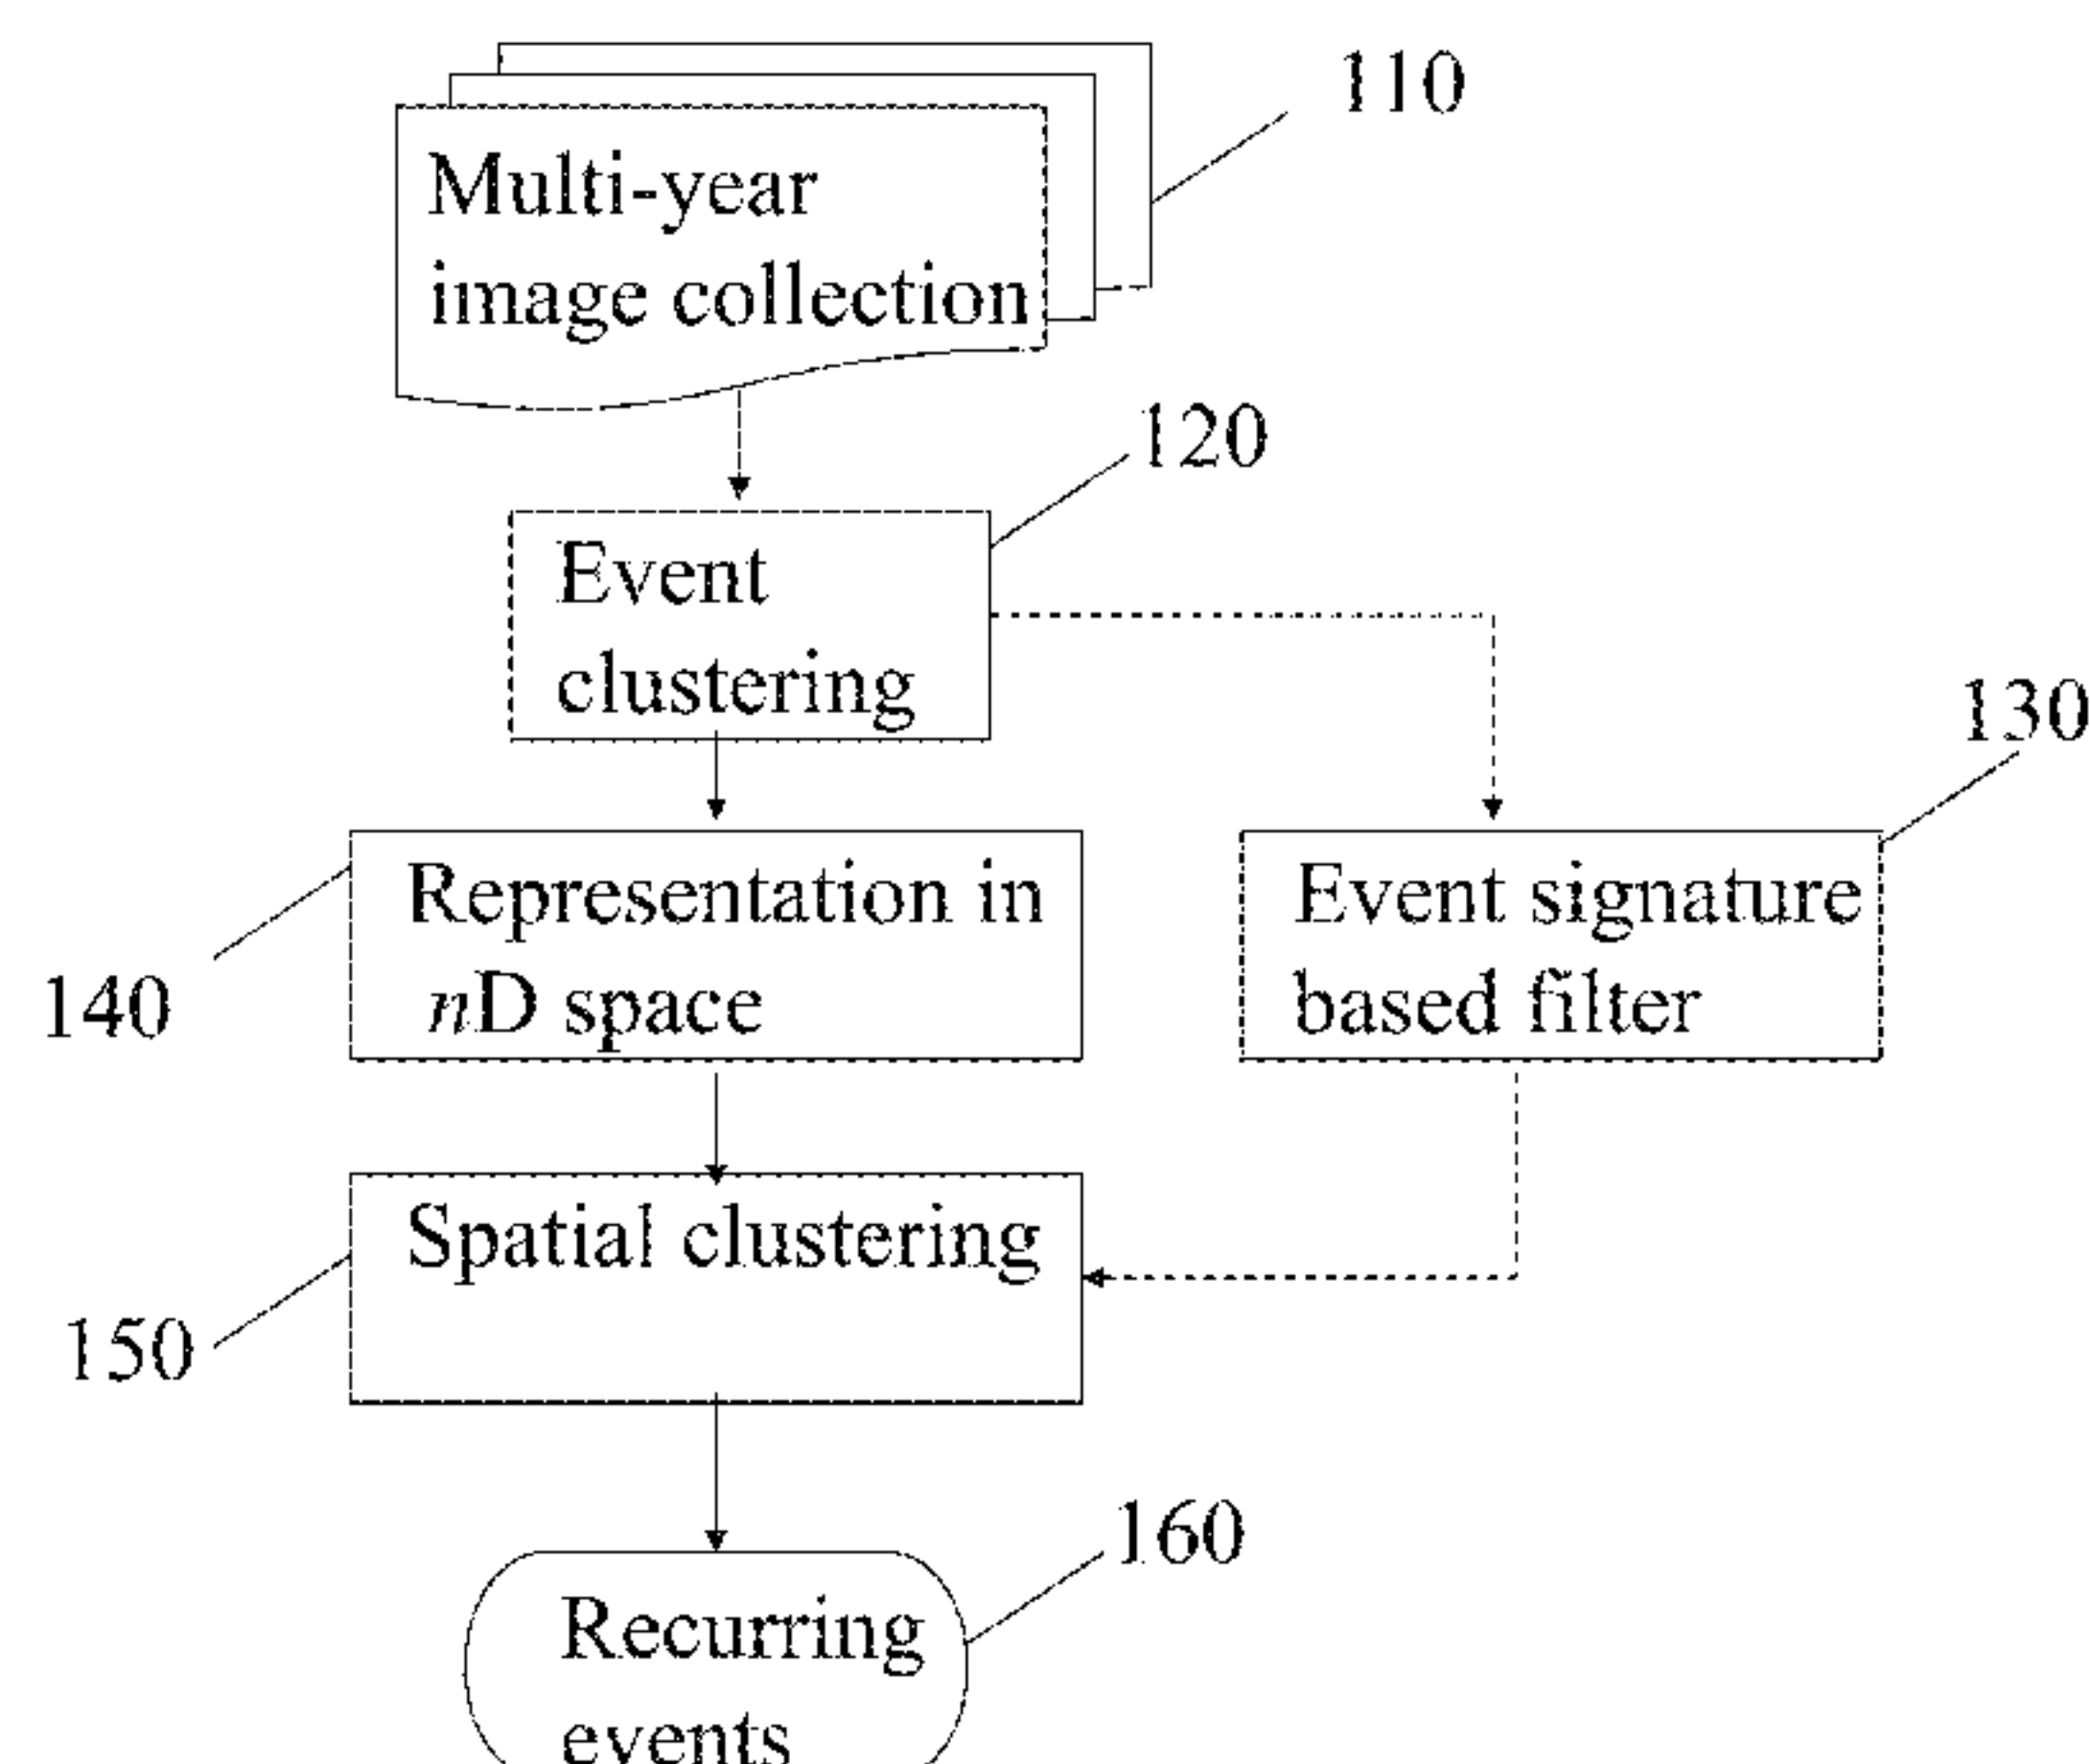 110
Multi-year
image collection
120
Event
clustering
130
Representation in
nD space
140
Event signature
based filter
Spatial clustering
150
160
Recurring
events